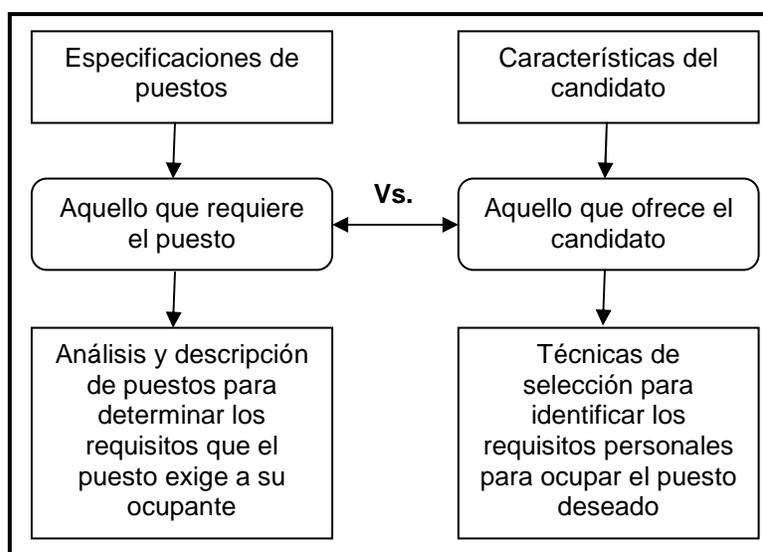 Especificaciones de
puestos
Características del
candidato
Aquello que requiere
el puesto
Vs.
Aquello que ofrece el
candidato
Análisis y descripción
de puestos para
determinar los
requisitos que el
puesto exige a su
ocupante
Técnicas de
selección para
identificar los
requisitos personales
para ocupar el puesto
deseado